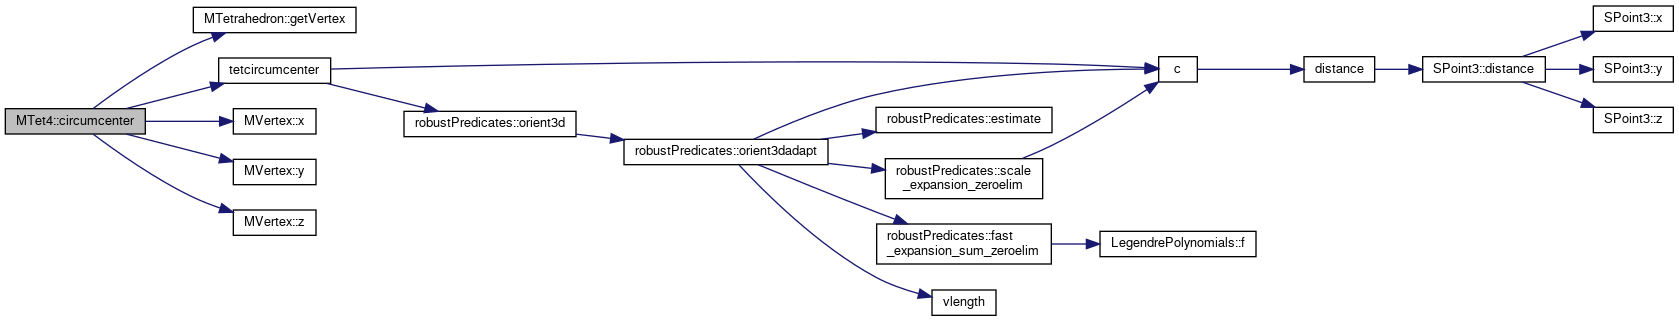 MTet4::circumcenter
MTetrahedron::getVertex
tetcircumcenter
MVertex::x
MVertex::y
MVertex::z
robustPredicates::orient3d
robustPredicates::orient3dadapt
robustPredicates::estimate
robustPredicates::scale
_expansion_zeroelim
robustPredicates::fast
_expansion_sum_zeroelim
vlength
c
LegendrePolynomials::f
distance
SPoint3::distance
SPoint3::x
SPoint3::y
SPoint3::z